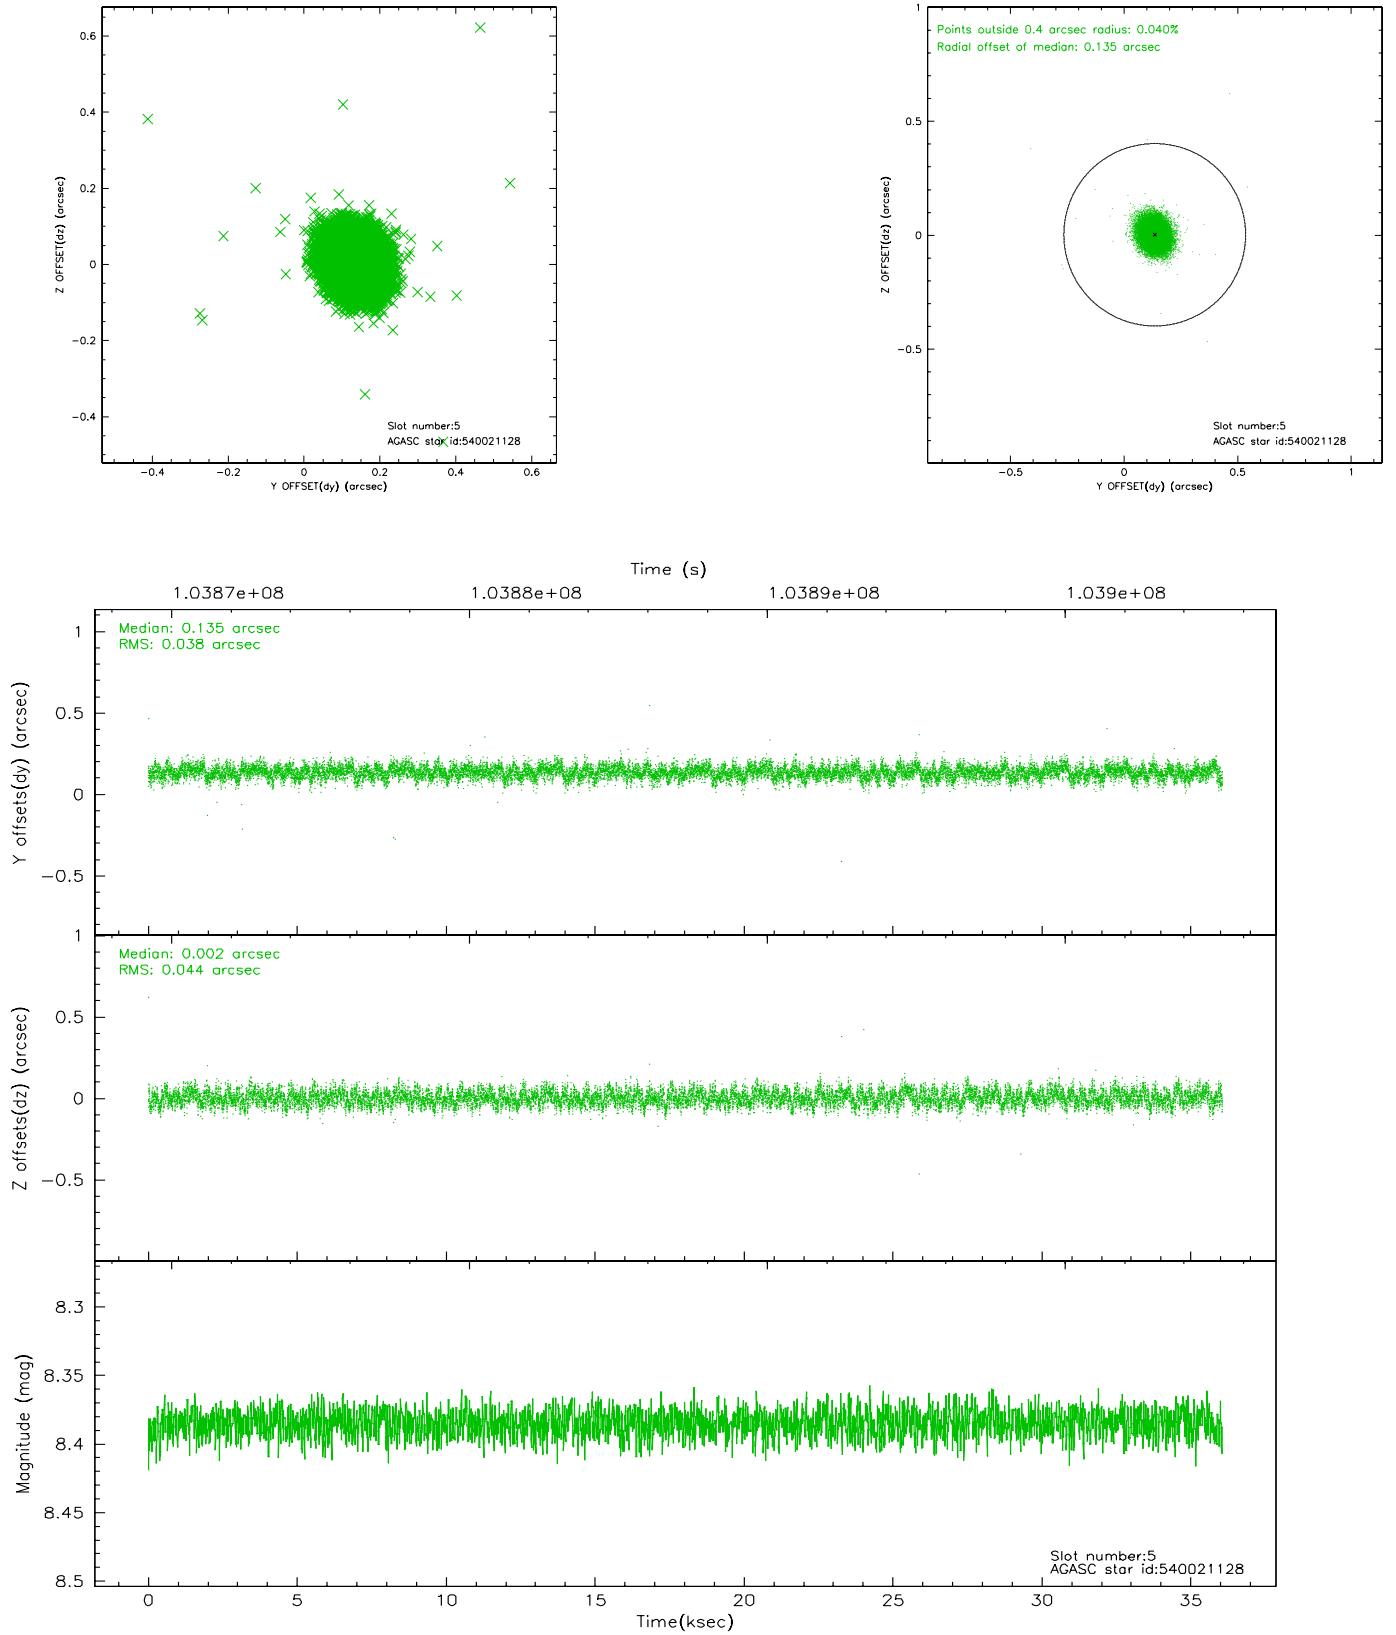 Points outside 0.4 arcsec radius: 0.040%
Radial offset of median: 0.135 arcsec
0.6
0.4
0.2
0
−0.2
−0.4
Z OFFSET(dz) (arcsec)
Slot number:5
AGASC star id:540021128
−0.4 −0.2 0 0.2 0.4 0.6
Y OFFSET(dy) (arcsec)
1
0.5
0
−0.5
Z OFFSET(dz) (arcsec)
Slot number:5
AGASC star id:540021128
−0.5 0 0.5 1
Y OFFSET(dy) (arcsec)
Time (s)
1.0387e+08 1.0388e+08 1.0389e+08 1.039e+08
Median: 0.135 arcsec
RMS: 0.038 arcsec
1
0.5
0
−0.5
Y offsets(dy) (arcsec)
Median: 0.002 arcsec
RMS: 0.044 arcsec
1
0.5
0
−0.5
Z offsets(dz) (arcsec)
8.3
8.35
8.4
8.45
8.5
Magnitude (mag)
Slot number:5
AGASC star id:540021128
0 5 10 15 20 25 30 35
Time(ksec)